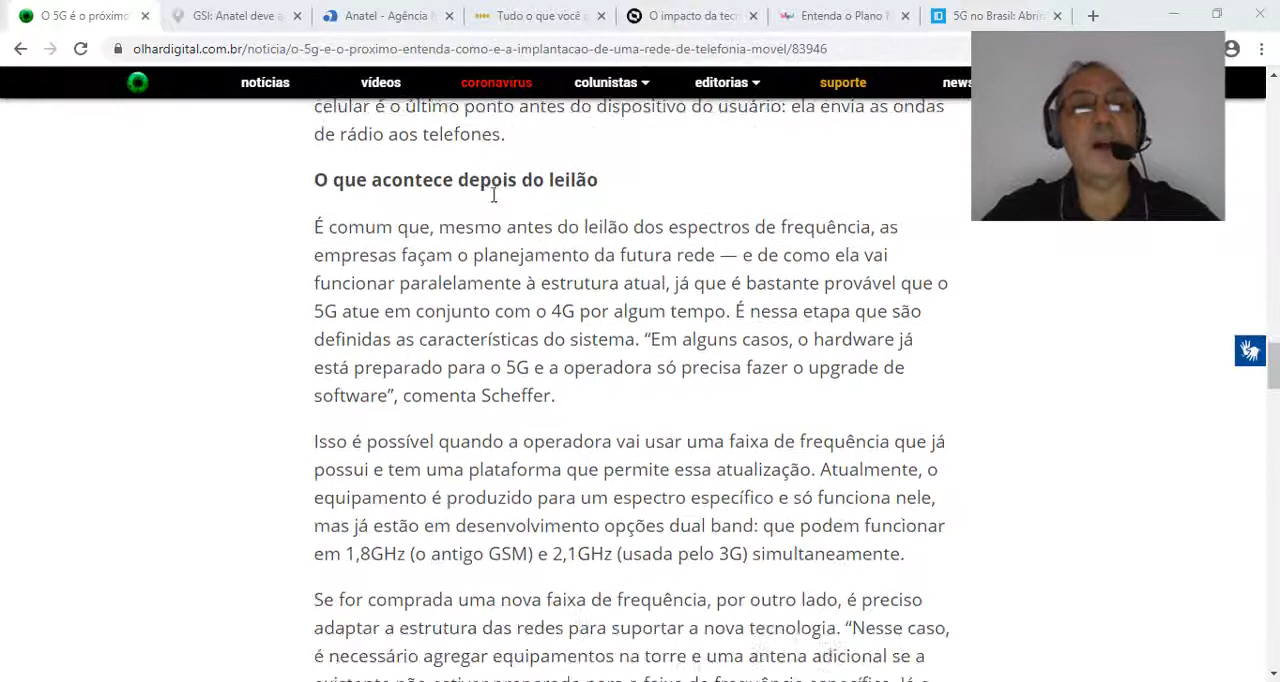 O 5G é o próximo
GSI: Anatel deve a
Anatel - Agência
Tudo o que você
O impacto da tec
Entenda o Plano
5G no Brasil: Abri
olhardigital.com.br/noticia/o-5g-e-o-proximo-entenda-como-e-a-implantacao-de-uma-rede-de-telefonia-movel/83946
notícias vídeos coronavírus colunistas editorias suporte news
celular é o último ponto antes do dispositivo do usuário: ela envia as ondas
de rádio aos telefones.
O que acontece depois do leilão
É comum que, mesmo antes do leilão dos espectros de frequência, as
empresas façam o planejamento da futura rede — e de como ela vai
funcionar paralelamente à estrutura atual, já que é bastante provável que o
5G atue em conjunto com o 4G por algum tempo. É nessa etapa que são
definidas as características do sistema. “Em alguns casos, o hardware já
está preparado para o 5G e a operadora só precisa fazer o upgrade de
software”, comenta Scheffer.
Isso é possível quando a operadora vai usar uma faixa de frequência que já
possui e tem uma plataforma que permite essa atualização. Atualmente, o
equipamento é produzido para um espectro específico e só funciona nele,
mas já estão em desenvolvimento opções dual band: que podem funcionar
em 1,8GHz (o antigo GSM) e 2,1GHz (usada pelo 3G) simultaneamente.
Se for comprada uma nova faixa de frequência, por outro lado, é preciso
adaptar a estrutura das redes para suportar a nova tecnologia. “Nesse caso,
é necessário agregar equipamentos na torre e uma antena adicional se a